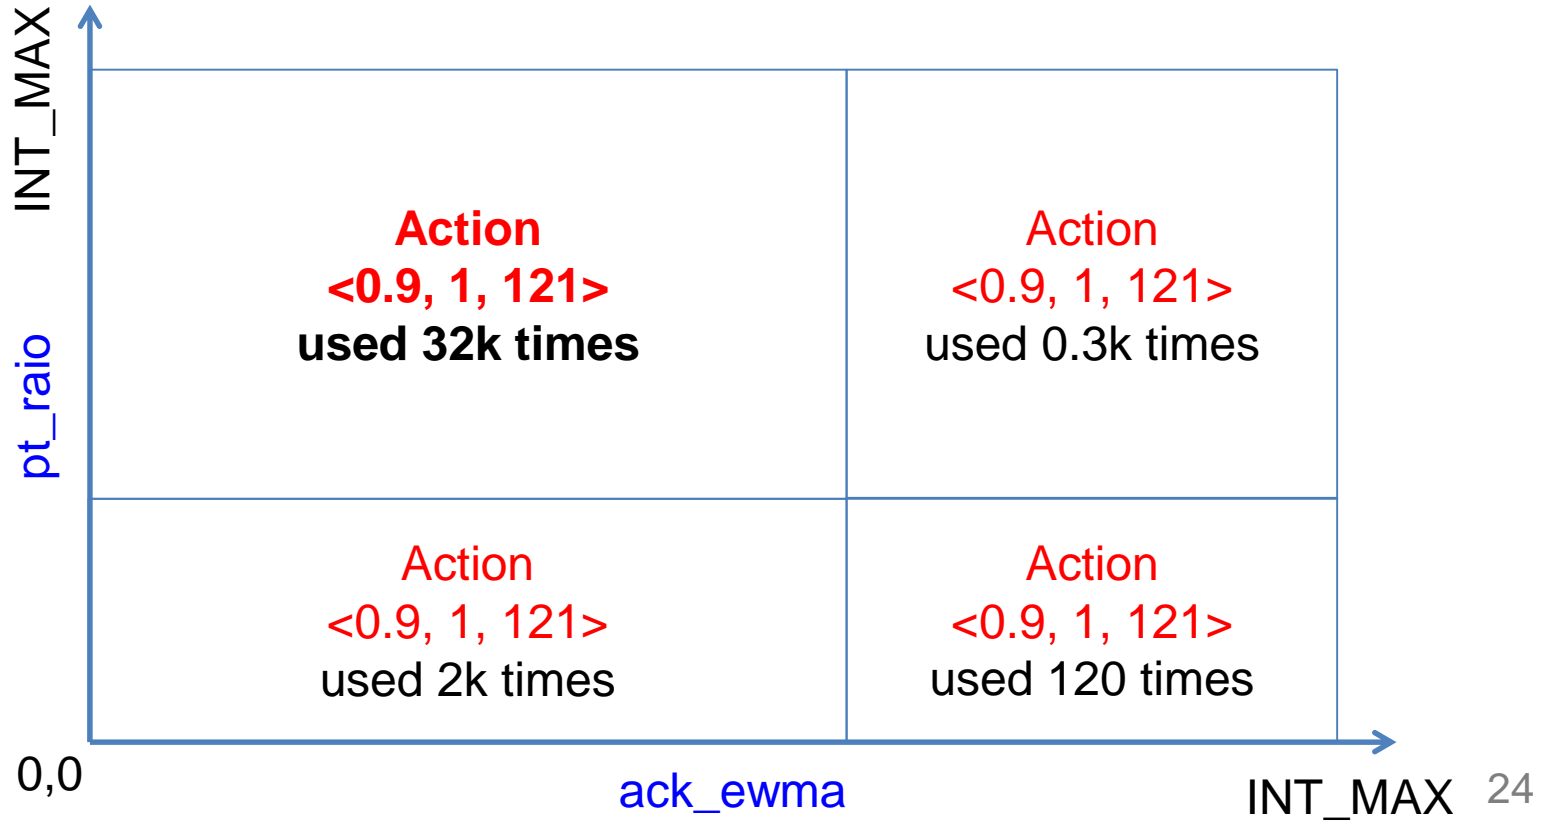 INT_MAX
pt_raio
Action
<0.9, 1, 121>
used 32k times
Action
<0.9, 1, 121>
used 0.3k times
Action
<0.9, 1, 121>
used 2k times
Action
<0.9, 1, 121>
used 120 times
0,0
ack_ewma
INT_MAX
24